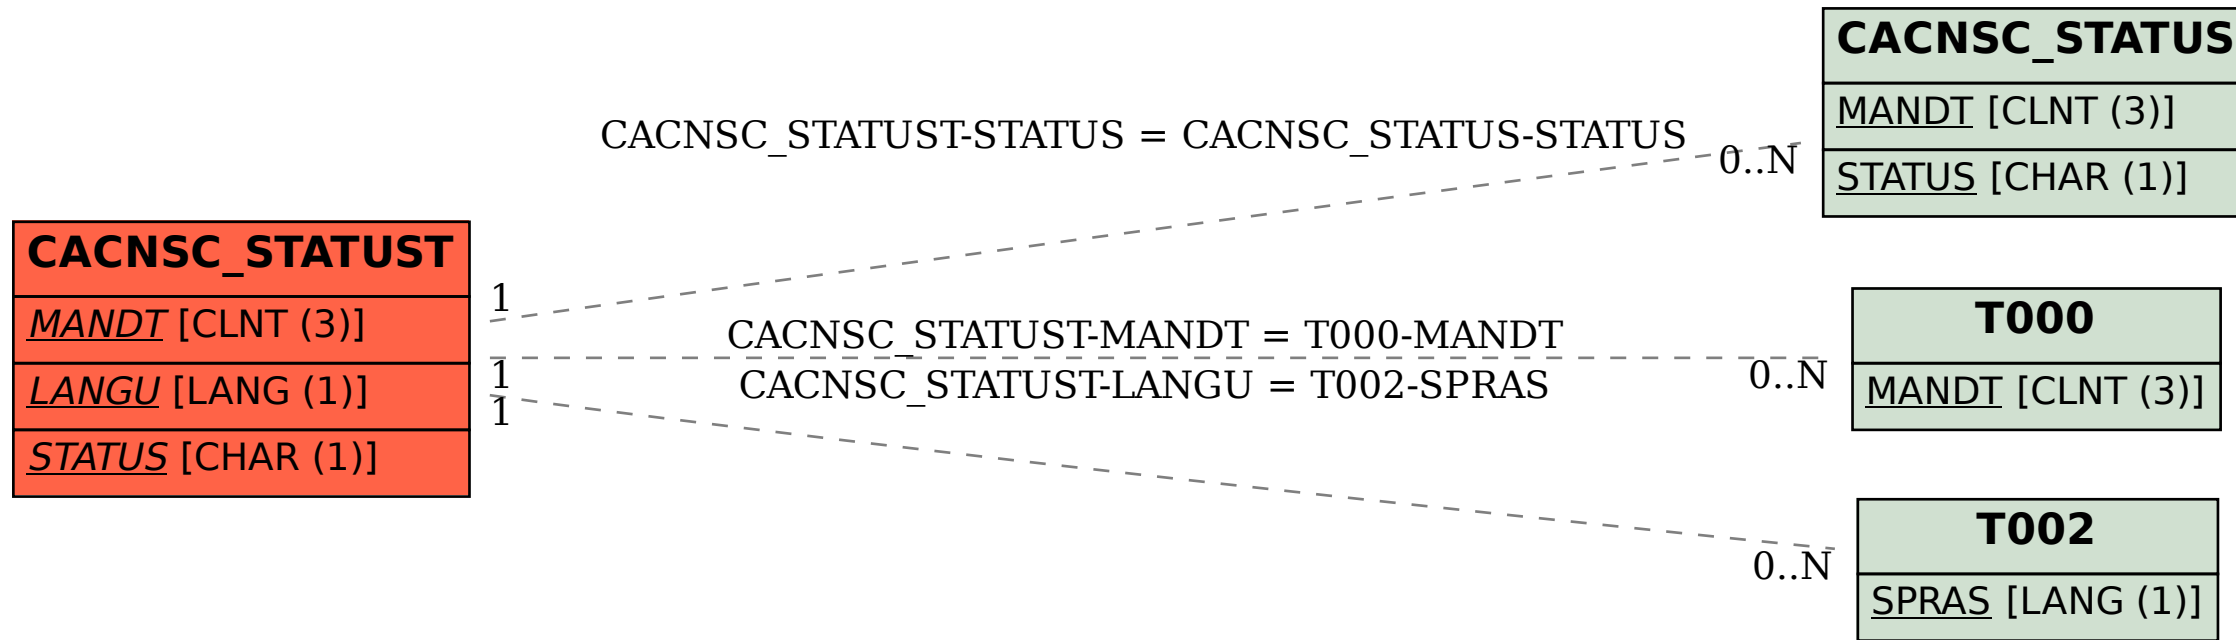 CACNSC_STATUS
MANDT [CLNT (3)]
STATUS [CHAR (1)]
CACNSC_STATUST-STATUS = CACNSC_STATUS-STATUS
0..N
CACNSC_STATUST
MANDT [CLNT (3)]
LANGU [LANG (1)]
STATUS [CHAR (1)]
1
CACNSC_STATUST-MANDT = T000-MANDT
1
0..N
CACNSC_STATUST-LANGU = T002-SPRAS
1
0..N
T000
MANDT [CLNT (3)]
T002
SPRAS [LANG (1)]